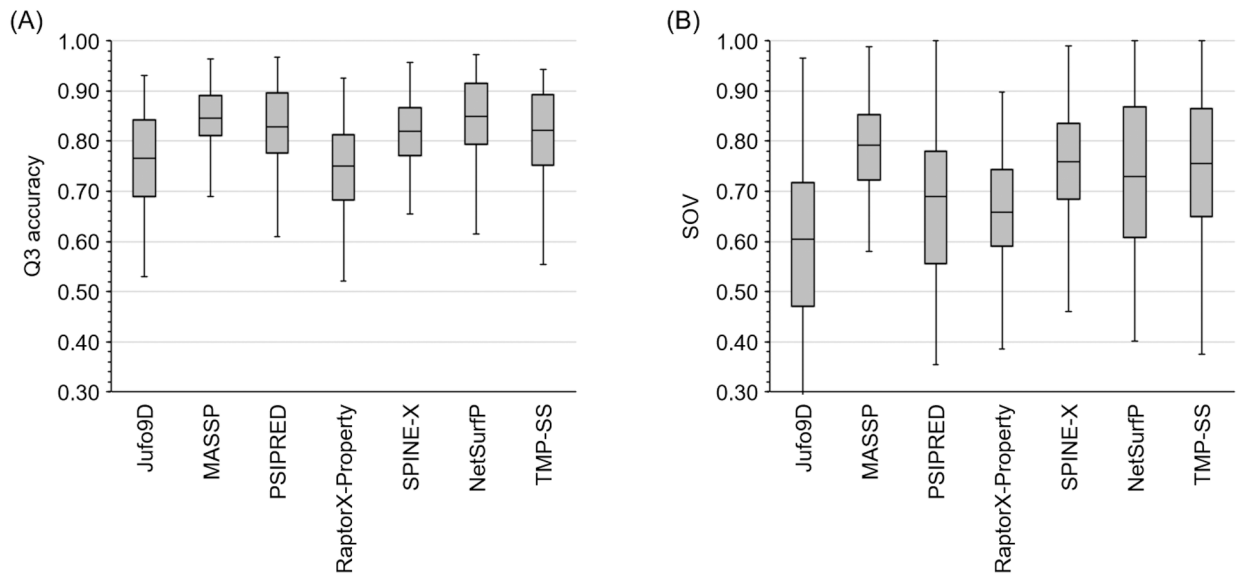 (A)
Q3 accuracy
1.00
0.90
0.80
0.70
0.60
0.50
0.40
0.30
Jufo9D
MASSP
PSIPRED
RaptorX-Property
SPINE-X
NetSurfP
TMP-SS
(B)
SOV
1.00
0.90
0.80
0.70
0.60
0.50
0.40
0.30
Jufo9D
MASSP
PSIPRED
RaptorX-Property
SPINE-X
NetSurfP
TMP-SS